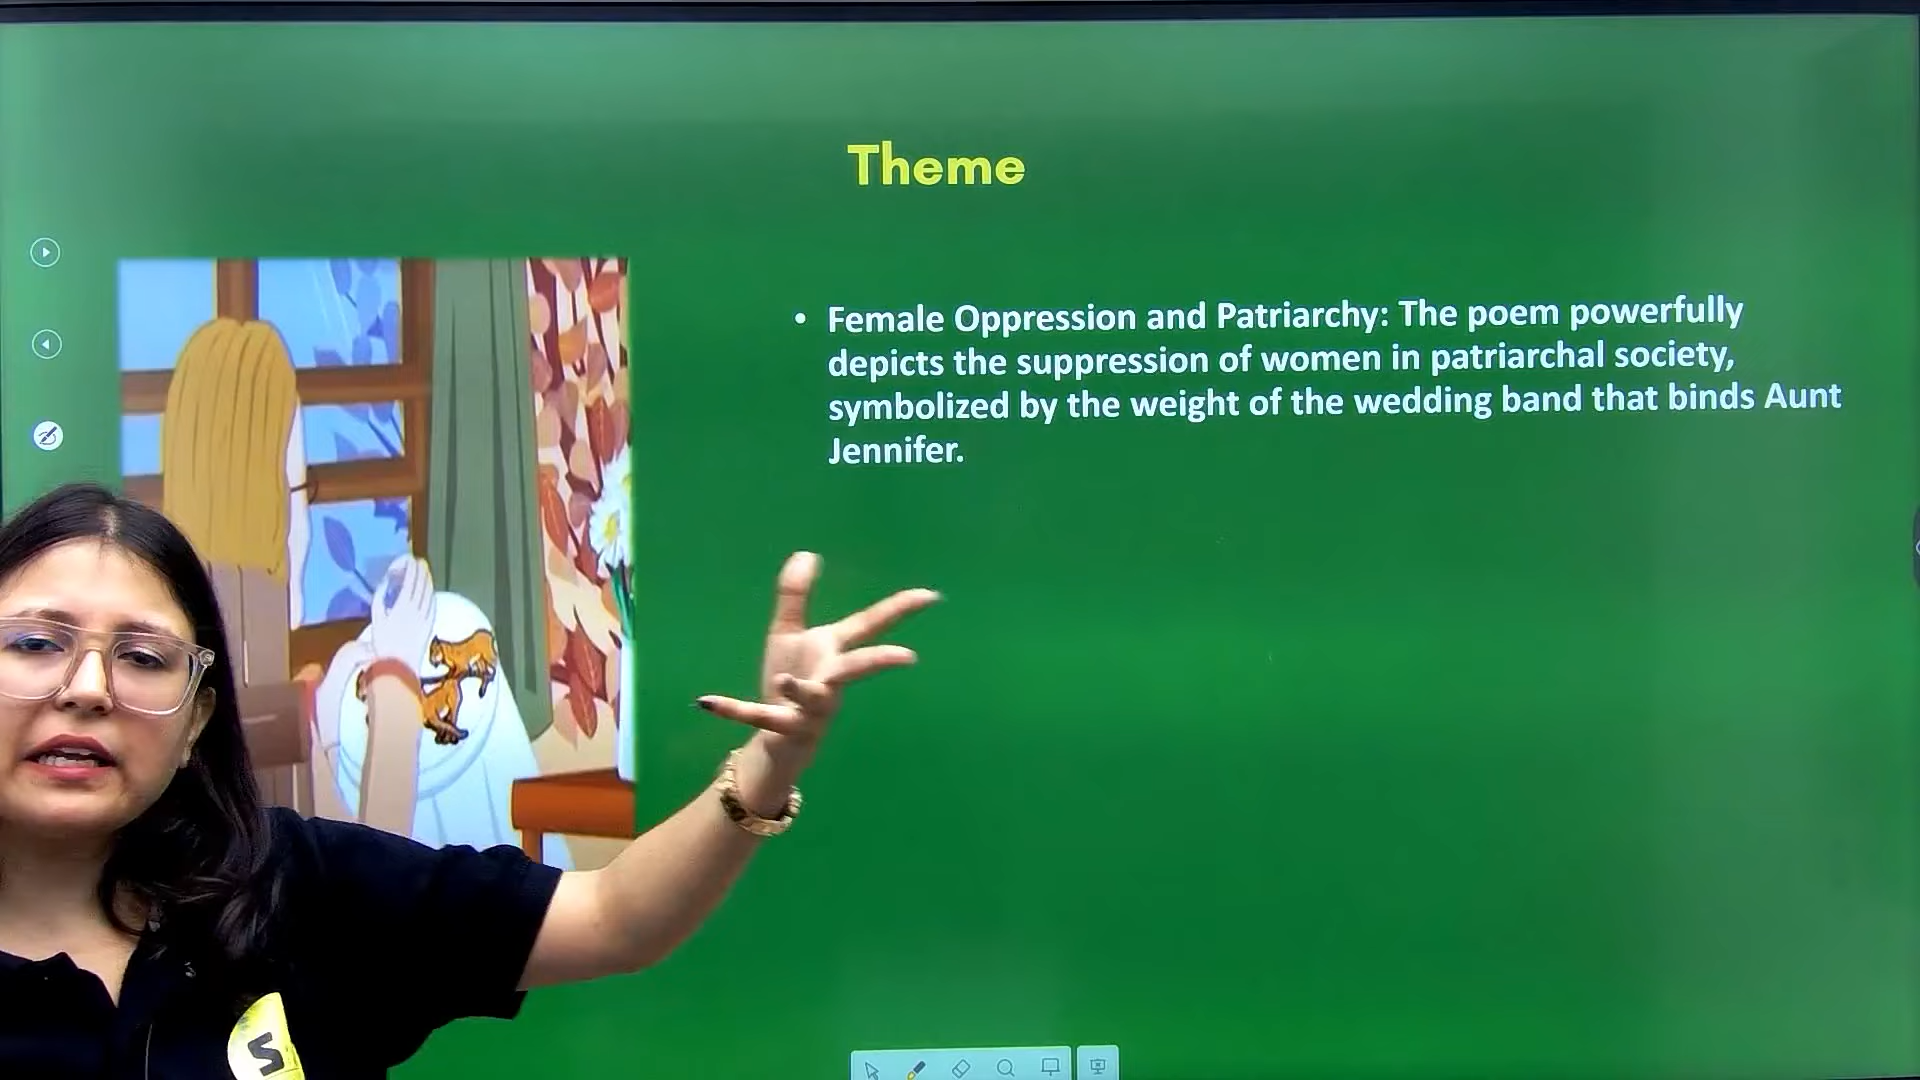 Theme
• Female Oppression and Patriarchy: The poem powerfully
depicts the suppression of women in patriarchal society,
symbolized by the weight of the wedding band that binds Aunt
Jennifer.
S